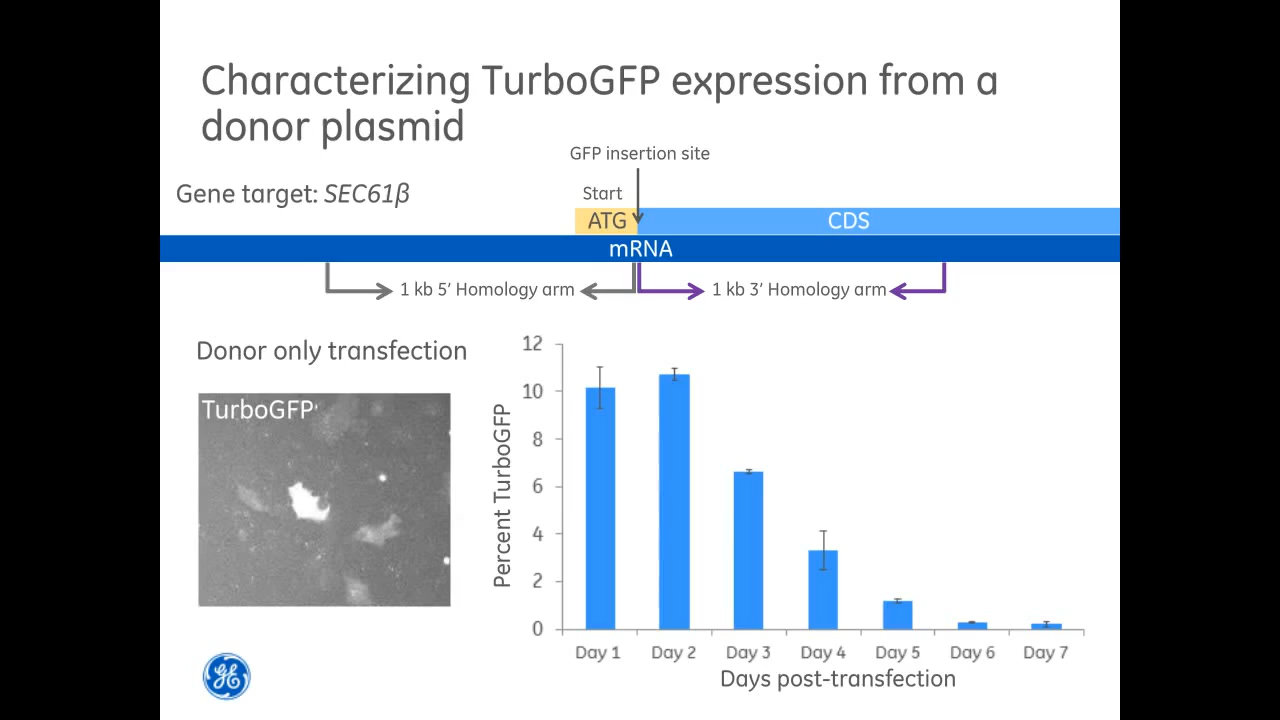 Characterizing TurboGFP expression from a
donor plasmid
GFP insertion site
Gene target: SEC61β
Start
ATG
CDS
mRNA
1 kb 5’ Homology arm
1 kb 3’ Homology arm
Donor only transfection
TurboGFP
Percent TurboGFP
12
10
8
6
4
2
0
Day 1 Day 2 Day 3 Day 4 Day 5 Day 6 Day 7
Days post-transfection
GE